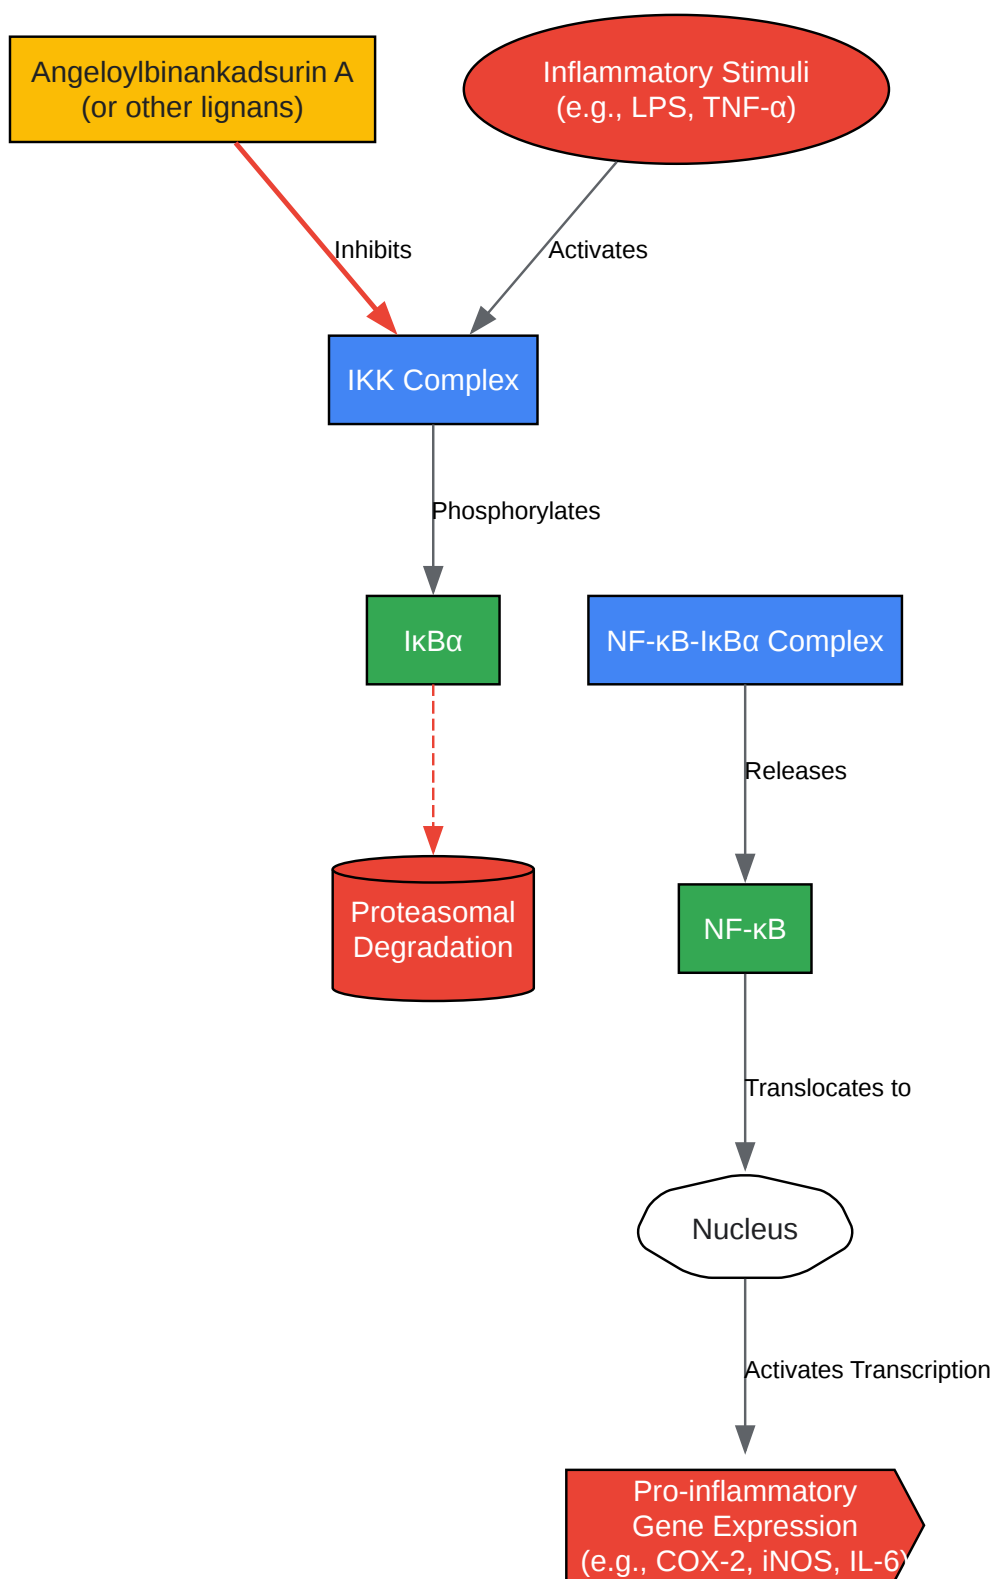 Angeloylbinankadsurin A
(or other lignans)
Inflammatory Stimuli
(e.g., LPS, TNF-α)
Inhibits
Activates
IKK Complex
Phosphorylates
IκBα
NF-κB-IκBα Complex
Releases
Proteasomal
Degradation
NF-κB
Translocates to
Nucleus
Activates Transcription
Pro-inflammatory
Gene Expression
(e.g., COX-2, iNOS, IL-6)